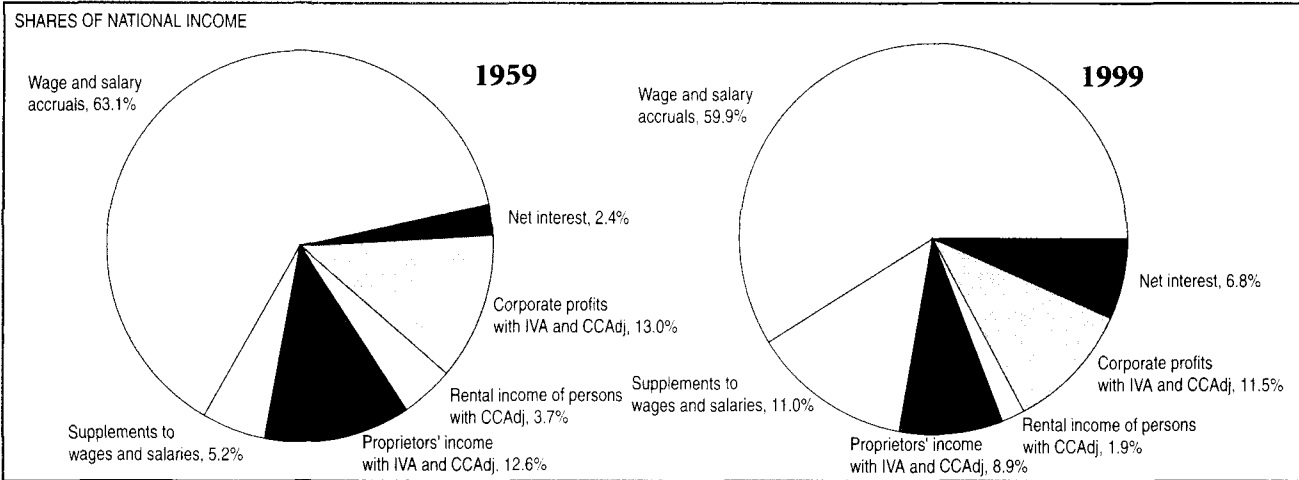 SHARES OF NATIONAL INCOME
1959
Wage and salary
accruals, 63.1%
Net interest, 2.4%
Corporate profits
with IVA and CCAdj, 13.0%
Rental income of persons
with CCAdj, 3.7%
Proprietors' income
with IVA and CCAdj, 12.6%
Supplements to
wages and salaries, 5.2%
1999
Wage and salary
accruals, 59.9%
Net interest, 6.8%
Corporate profits
with IVA and CCAdj, 11.5%
Rental income of persons
with CCAdj, 1.9%
Proprietors' income
with IVA and CCAdj, 8.9%
Supplements to
wages and salaries, 11.0%